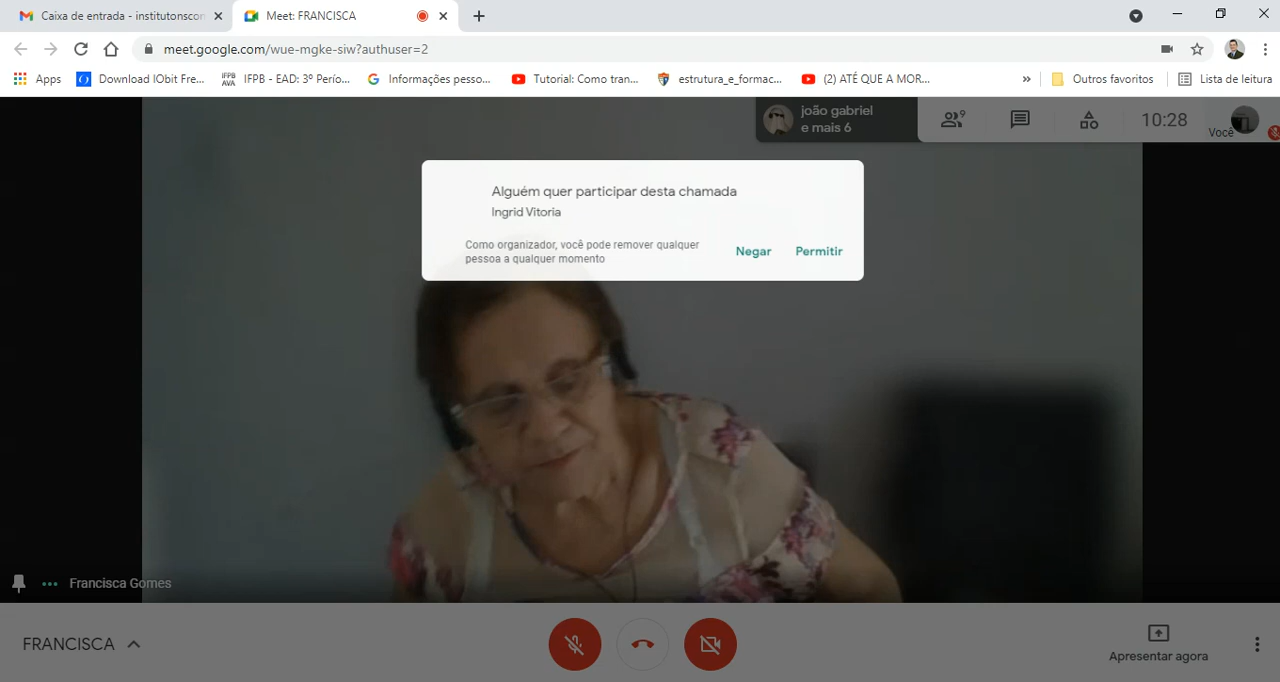 Caixa de entrada - institutonscon
Meet: FRANCISCA
meet.google.com/wue-mgke-siw?authuser=2
Apps
Download IObit Fre...
IFPB AVA
IFPB - EAD: 3º Perío...
Informações pesso...
Tutorial: Como tran...
estrutura_e_formac...
(2) ATÉ QUE A MOR...
»
Outros favoritos
Lista de leitura
joão gabriel
e mais 6
9
10:28
Você
Alguém quer participar desta chamada
Ingrid Vitoria
Como organizador, você pode remover qualquer
pessoa a qualquer momento
Negar
Permitir
Francisca Gomes
FRANCISCA
Apresentar agora